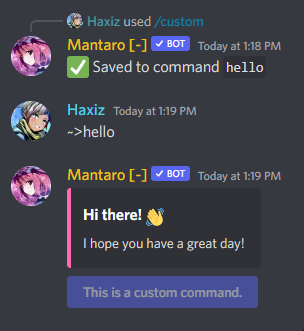 Haxiz used /custom
Mantaro [-] ✓ BOT Today at 1:18 PM
✅ Saved to command hello
Haxiz Today at 1:19 PM
~>hello
Mantaro [-] ✓ BOT Today at 1:19 PM
Hi there! 👋
I hope you have a great day!
This is a custom command.